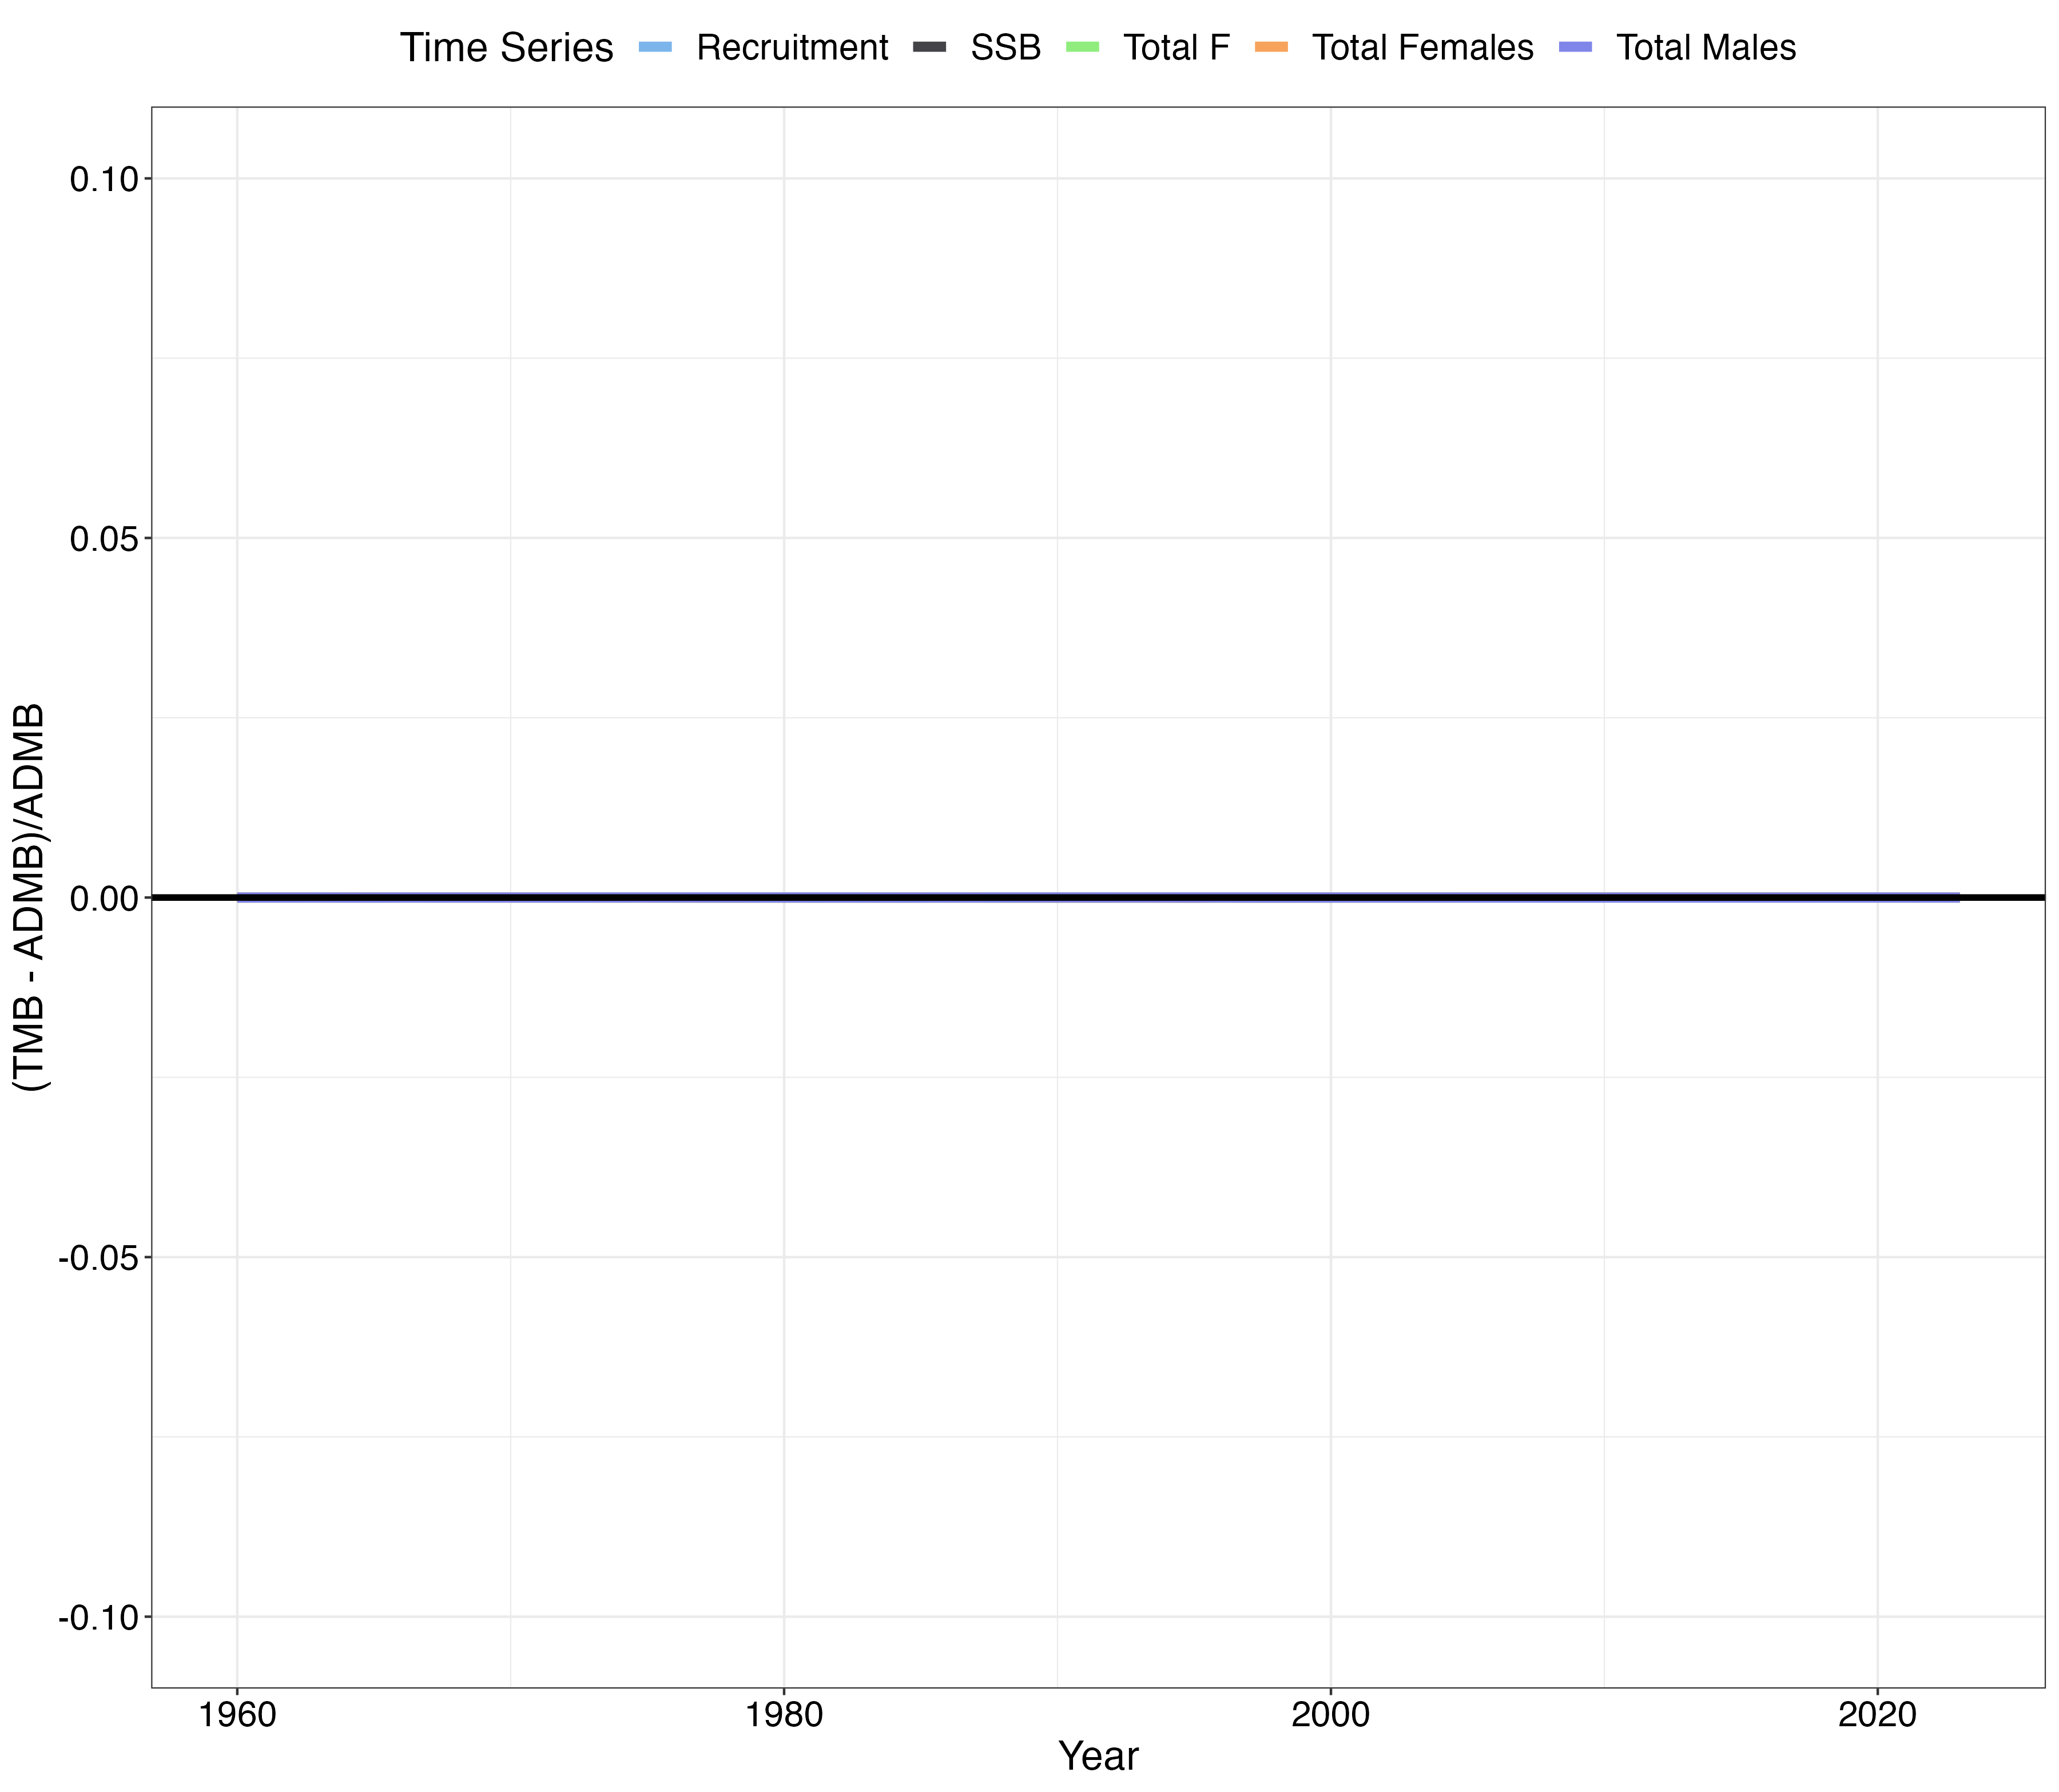 Time Series Recruitment SSB Total F Total Females Total Males
0.10
0.05
0.00
-0.05
-0.10
(TMB - ADMB)/ADMB
1960 1980 2000 2020
Year